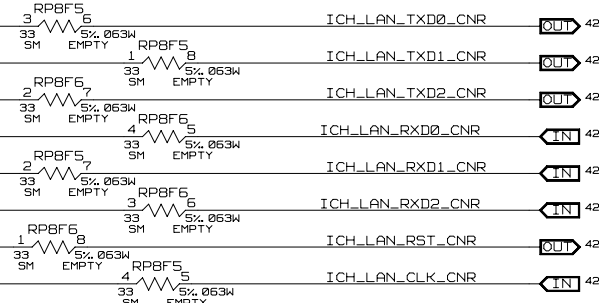 RP8F5
3 6 ICH_LAN_TXD0_CNR OUT 42
33 5%.063W
SM EMPTY
RP8F5
1 8 ICH_LAN_TXD1_CNR OUT 42
33 5%.063W
SM EMPTY
RP8F6
2 7 ICH_LAN_TXD2_CNR OUT 42
33 5%.063W
SM EMPTY
RP8F6
4 5 ICH_LAN_RXD0_CNR IN 42
33 5%.063W
SM EMPTY
RP8F5
2 7 ICH_LAN_RXD1_CNR IN 42
33 5%.063W
SM EMPTY
RP8F6
3 6 ICH_LAN_RXD2_CNR IN 42
33 5%.063W
SM EMPTY
RP8F6
1 8 ICH_LAN_RST_CNR OUT 42
33 5%.063W
SM EMPTY
RP8F5
4 5 ICH_LAN_CLK_CNR IN 42
33 5%.063W
SM EMPTY